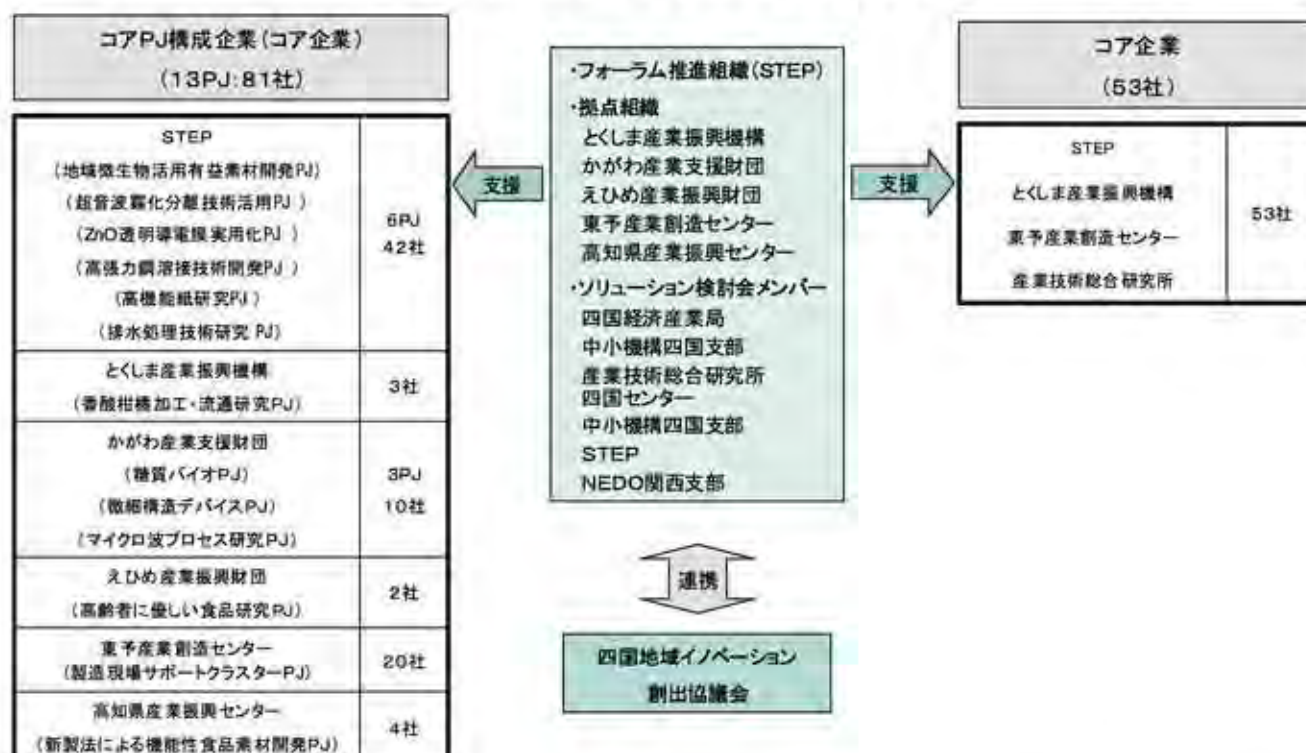 コアPJ構成企業(コア企業)
(13PJ:81社)
STEP
(地域微生物活用有益素材開発PJ)
(超音波霧化分離技術活用PJ )
(ZnO透明導電膜実用化PJ )
(高張力鋼溶接技術開発PJ )
(高機能紙研究PJ )
(排水処理技術研究 PJ)
6PJ
42社
とくしま産業振興機構
(香酸柑橘加工・流通研究PJ)
3社
かがわ産業支援財団
(糖質バイオPJ)
(微細構造デバイスPJ)
(マイクロ波プロセス研究PJ)
3PJ
10社
えひめ産業振興財団
(高齢者に優しい食品研究PJ)
2社
東予産業創造センター
(製造現場サポートクラスターPJ)
20社
高知県産業振興センター
(新製法による機能性食品素材開発PJ)
4社
支援
・フォーラム推進組織(STEP)
・拠点組織
とくしま産業振興機構
かがわ産業支援財団
えひめ産業振興財団
東予産業創造センター
高知県産業振興センター
・ソリューション検討会メンバー
四国経済産業局
中小機構四国支部
産業技術総合研究所
四国センター
中小機構四国支部
STEP
NEDO関西支部
連携
四国地域イノベーション
創出協議会
支援
コア企業
(53社)
STEP
とくしま産業振興機構
東予産業創造センター
産業技術総合研究所
53社